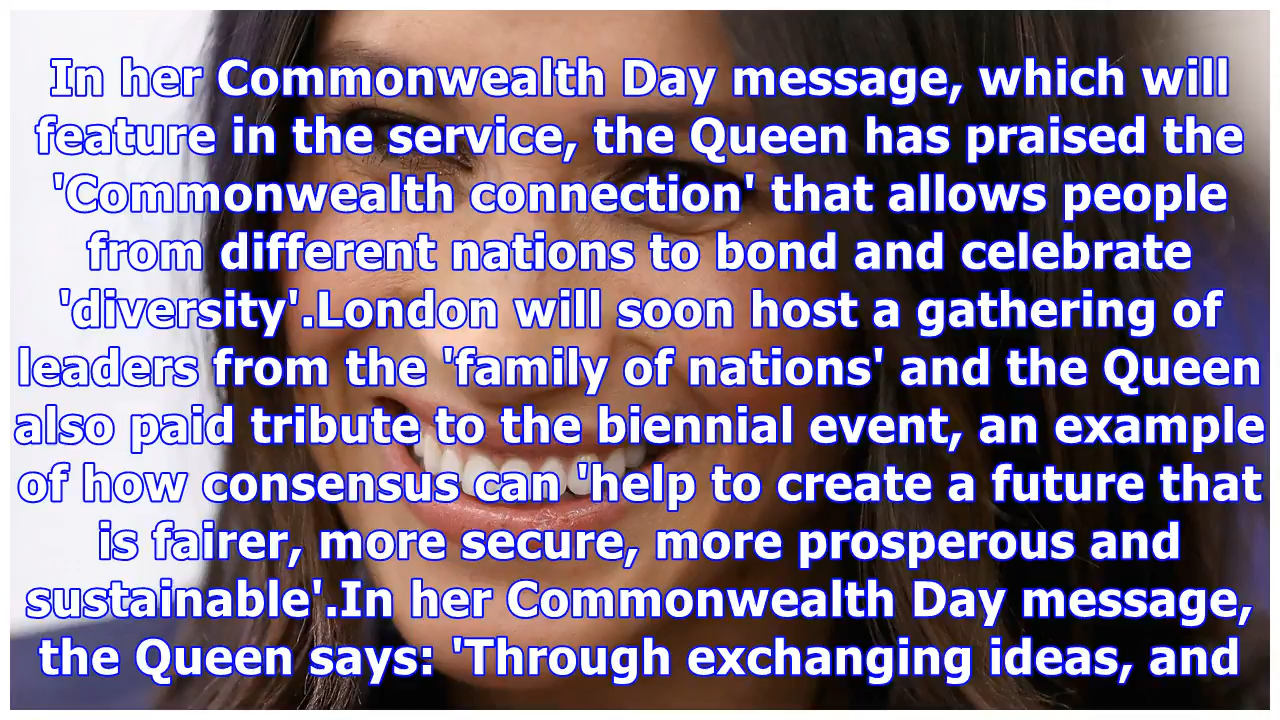 In her Commonwealth Day message, which will
feature in the service, the Queen has praised the
'Commonwealth connection' that allows people
from different nations to bond and celebrate
'diversity'.London will soon host a gathering of
leaders from the 'family of nations' and the Queen
also paid tribute to the biennial event, an example
of how consensus can 'help to create a future that
is fairer, more secure, more prosperous and
sustainable'.In her Commonwealth Day message,
the Queen says: 'Through exchanging ideas, and